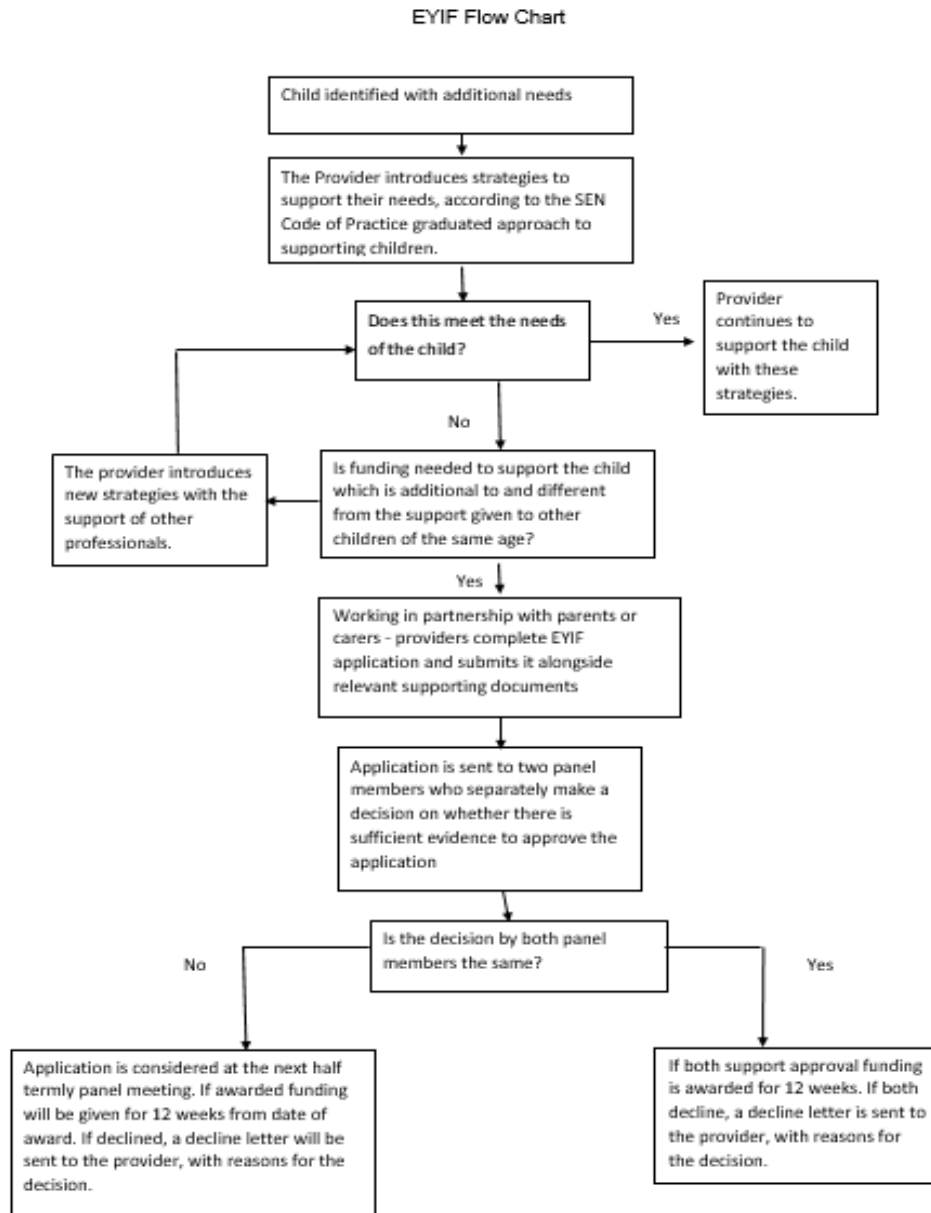 EYIF Flow Chart
Child identified with additional needs
The Provider introduces strategies to
support their needs, according to the SEN
Code of Practice graduated approach to
supporting children.
Does this meet the needs
of the child?
Yes
Provider
continues to
support the child
with these
strategies.
No
The provider introduces
new strategies with the
support of other
professionals.
Is funding needed to support the child
which is additional to and different
from the support given to other
children of the same age?
Yes
Working in partnership with parents or
carers - providers complete EYIF
application and submits it alongside
relevant supporting documents
Application is sent to two panel
members who separately make a
decision on whether there is
sufficient evidence to approve the
application
Is the decision by both panel
members the same?
No
Yes
Application is considered at the next half
termly panel meeting. If awarded funding
will be given for 12 weeks from date of
award. If declined, a decline letter will be
sent to the provider, with reasons for the
decision.
If both support approval funding
is awarded for 12 weeks. If both
decline, a decline letter is sent to
the provider, with reasons for
the decision.